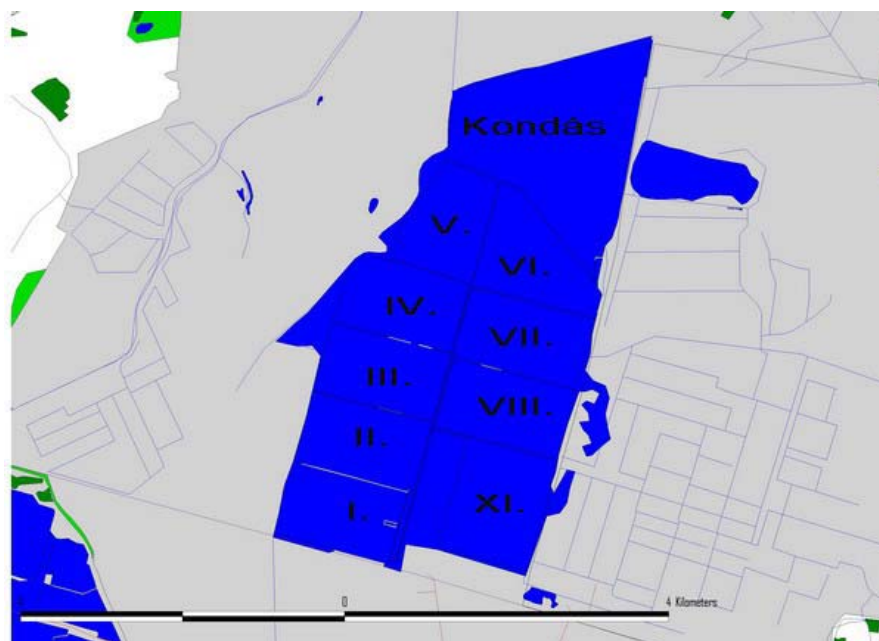 Kondás
V.
VI.
IV.
VII.
III.
VIII.
II.
XI.
I.
0
4 Kilometers